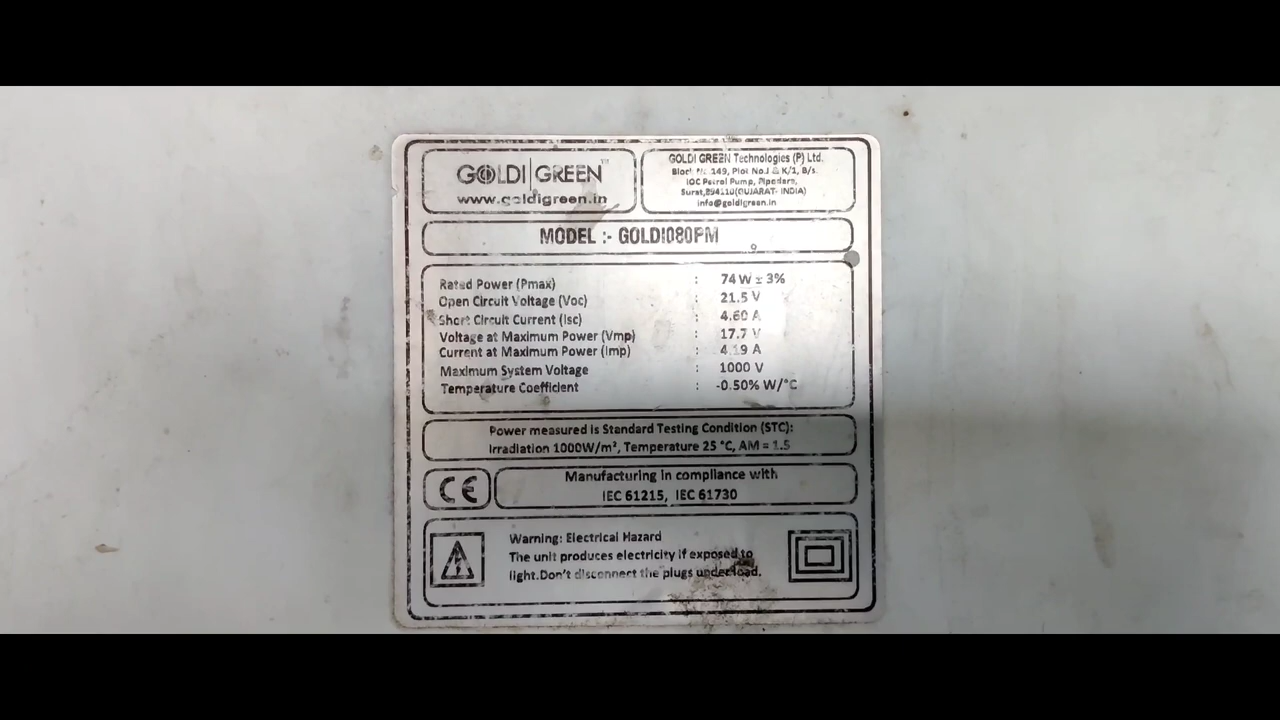 GOLDI GREEN™
www.goldigreen.in
GOLDI GREEN Technologies (P) Ltd.
Block No. 149, Plot No.J & K/1, B/s.
IOC Petrol Pump, Pipodara,
Surat,394110(GUJARAT- INDIA)
info@goldigreen.in
MODEL :- GOLDI080PM
Rated Power (Pmax) : 74W ± 3%
Open Circuit Voltage (Voc) : 21.5 V
Short Circuit Current (Isc) : 4.60 A
Voltage at Maximum Power (Vmp) : 17.7 V
Current at Maximum Power (Imp) : 4.19 A
Maximum System Voltage : 1000 V
Temperature Coefficient : -0.50% W/°C
Power measured is Standard Testing Condition (STC):
Irradiation 1000W/m², Temperature 25 °C, AM = 1.5
CE
Manufacturing in compliance with
IEC 61215, IEC 61730
Warning: Electrical Hazard
The unit produces electricity if exposed to
light.Don't disconnect the plugs under load.